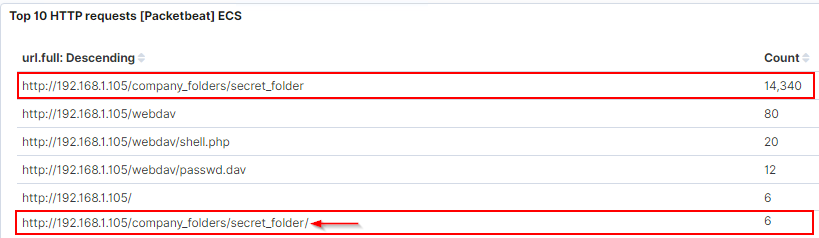 Top 10 HTTP requests [Packetbeat] ECS
url.full: Descending Count
http://192.168.1.105/company_folders/secret_folder 14,340
http://192.168.1.105/webdav 80
http://192.168.1.105/webdav/shell.php 20
http://192.168.1.105/webdav/passwd.dav 12
http://192.168.1.105/ 6
http://192.168.1.105/company_folders/secret_folder/ 6